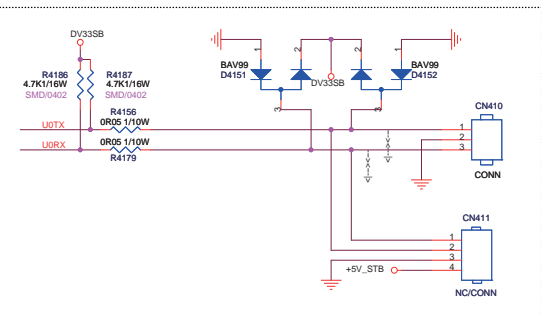 DV33SB
R4186
4.7K1/16W
SMD/0402
R4187
4.7K1/16W
SMD/0402
1
2
2
1
BAV99
D4151
DV33SB
BAV99
D4152
3
3
R4156
0R05 1/10W
U0TX
U0RX
0R05 1/10W
R4179
CN410
1
2
3
CONN
CN411
1
2
3
4
+5V_STB
NC/CONN